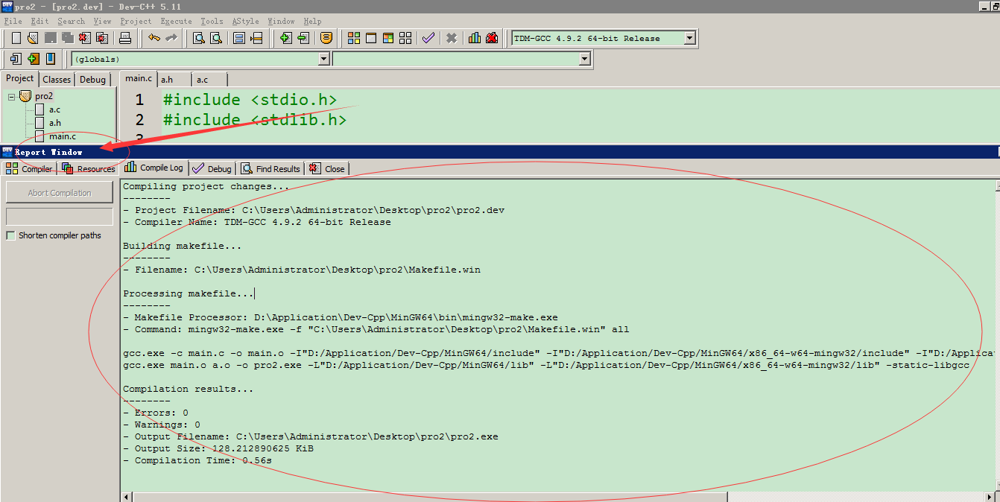 pro2 - [pro2.dev] - Dev-C++ 5.11
File Edit Search View Project Execute Tools AStyle Window Help
TDM-GCC 4.9.2 64-bit Release
(globals)
Project Classes Debug main.c a.h a.c
pro2
a.c
a.h
main.c
1 #include <stdio.h>
2 #include <stdlib.h>
3
Report Window
Compiler Resources Compile Log Debug Find Results Close
Abort Compilation
Shorten compiler paths
Compiling project changes...
--------
- Project Filename: C:\Users\Administrator\Desktop\pro2\pro2.dev
- Compiler Name: TDM-GCC 4.9.2 64-bit Release
Building makefile...
--------
- Filename: C:\Users\Administrator\Desktop\pro2\Makefile.win
Processing makefile...
--------
- Makefile Processor: D:\Application\Dev-Cpp\MinGW64\bin\mingw32-make.exe
- Command: mingw32-make.exe -f "C:\Users\Administrator\Desktop\pro2\Makefile.win" all
gcc.exe -c main.c -o main.o -I"D:/Application/Dev-Cpp/MinGW64/include" -I"D:/Application/Dev-Cpp/MinGW64/x86_64-w64-mingw32/include" -I"D:/Applicat
gcc.exe main.o a.o -o pro2.exe -L"D:/Application/Dev-Cpp/MinGW64/lib" -L"D:/Application/Dev-Cpp/MinGW64/x86_64-w64-mingw32/lib" -static-libgcc
Compilation results...
--------
- Errors: 0
- Warnings: 0
- Output Filename: C:\Users\Administrator\Desktop\pro2\pro2.exe
- Output Size: 128.212890625 KiB
- Compilation Time: 0.56s